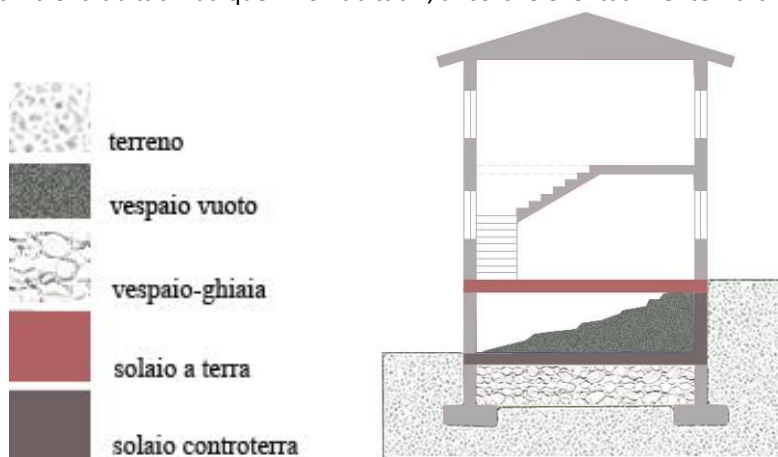 terreno
vespaio vuoto
vespaio-ghiaia
solaio a terra
solaio controterra